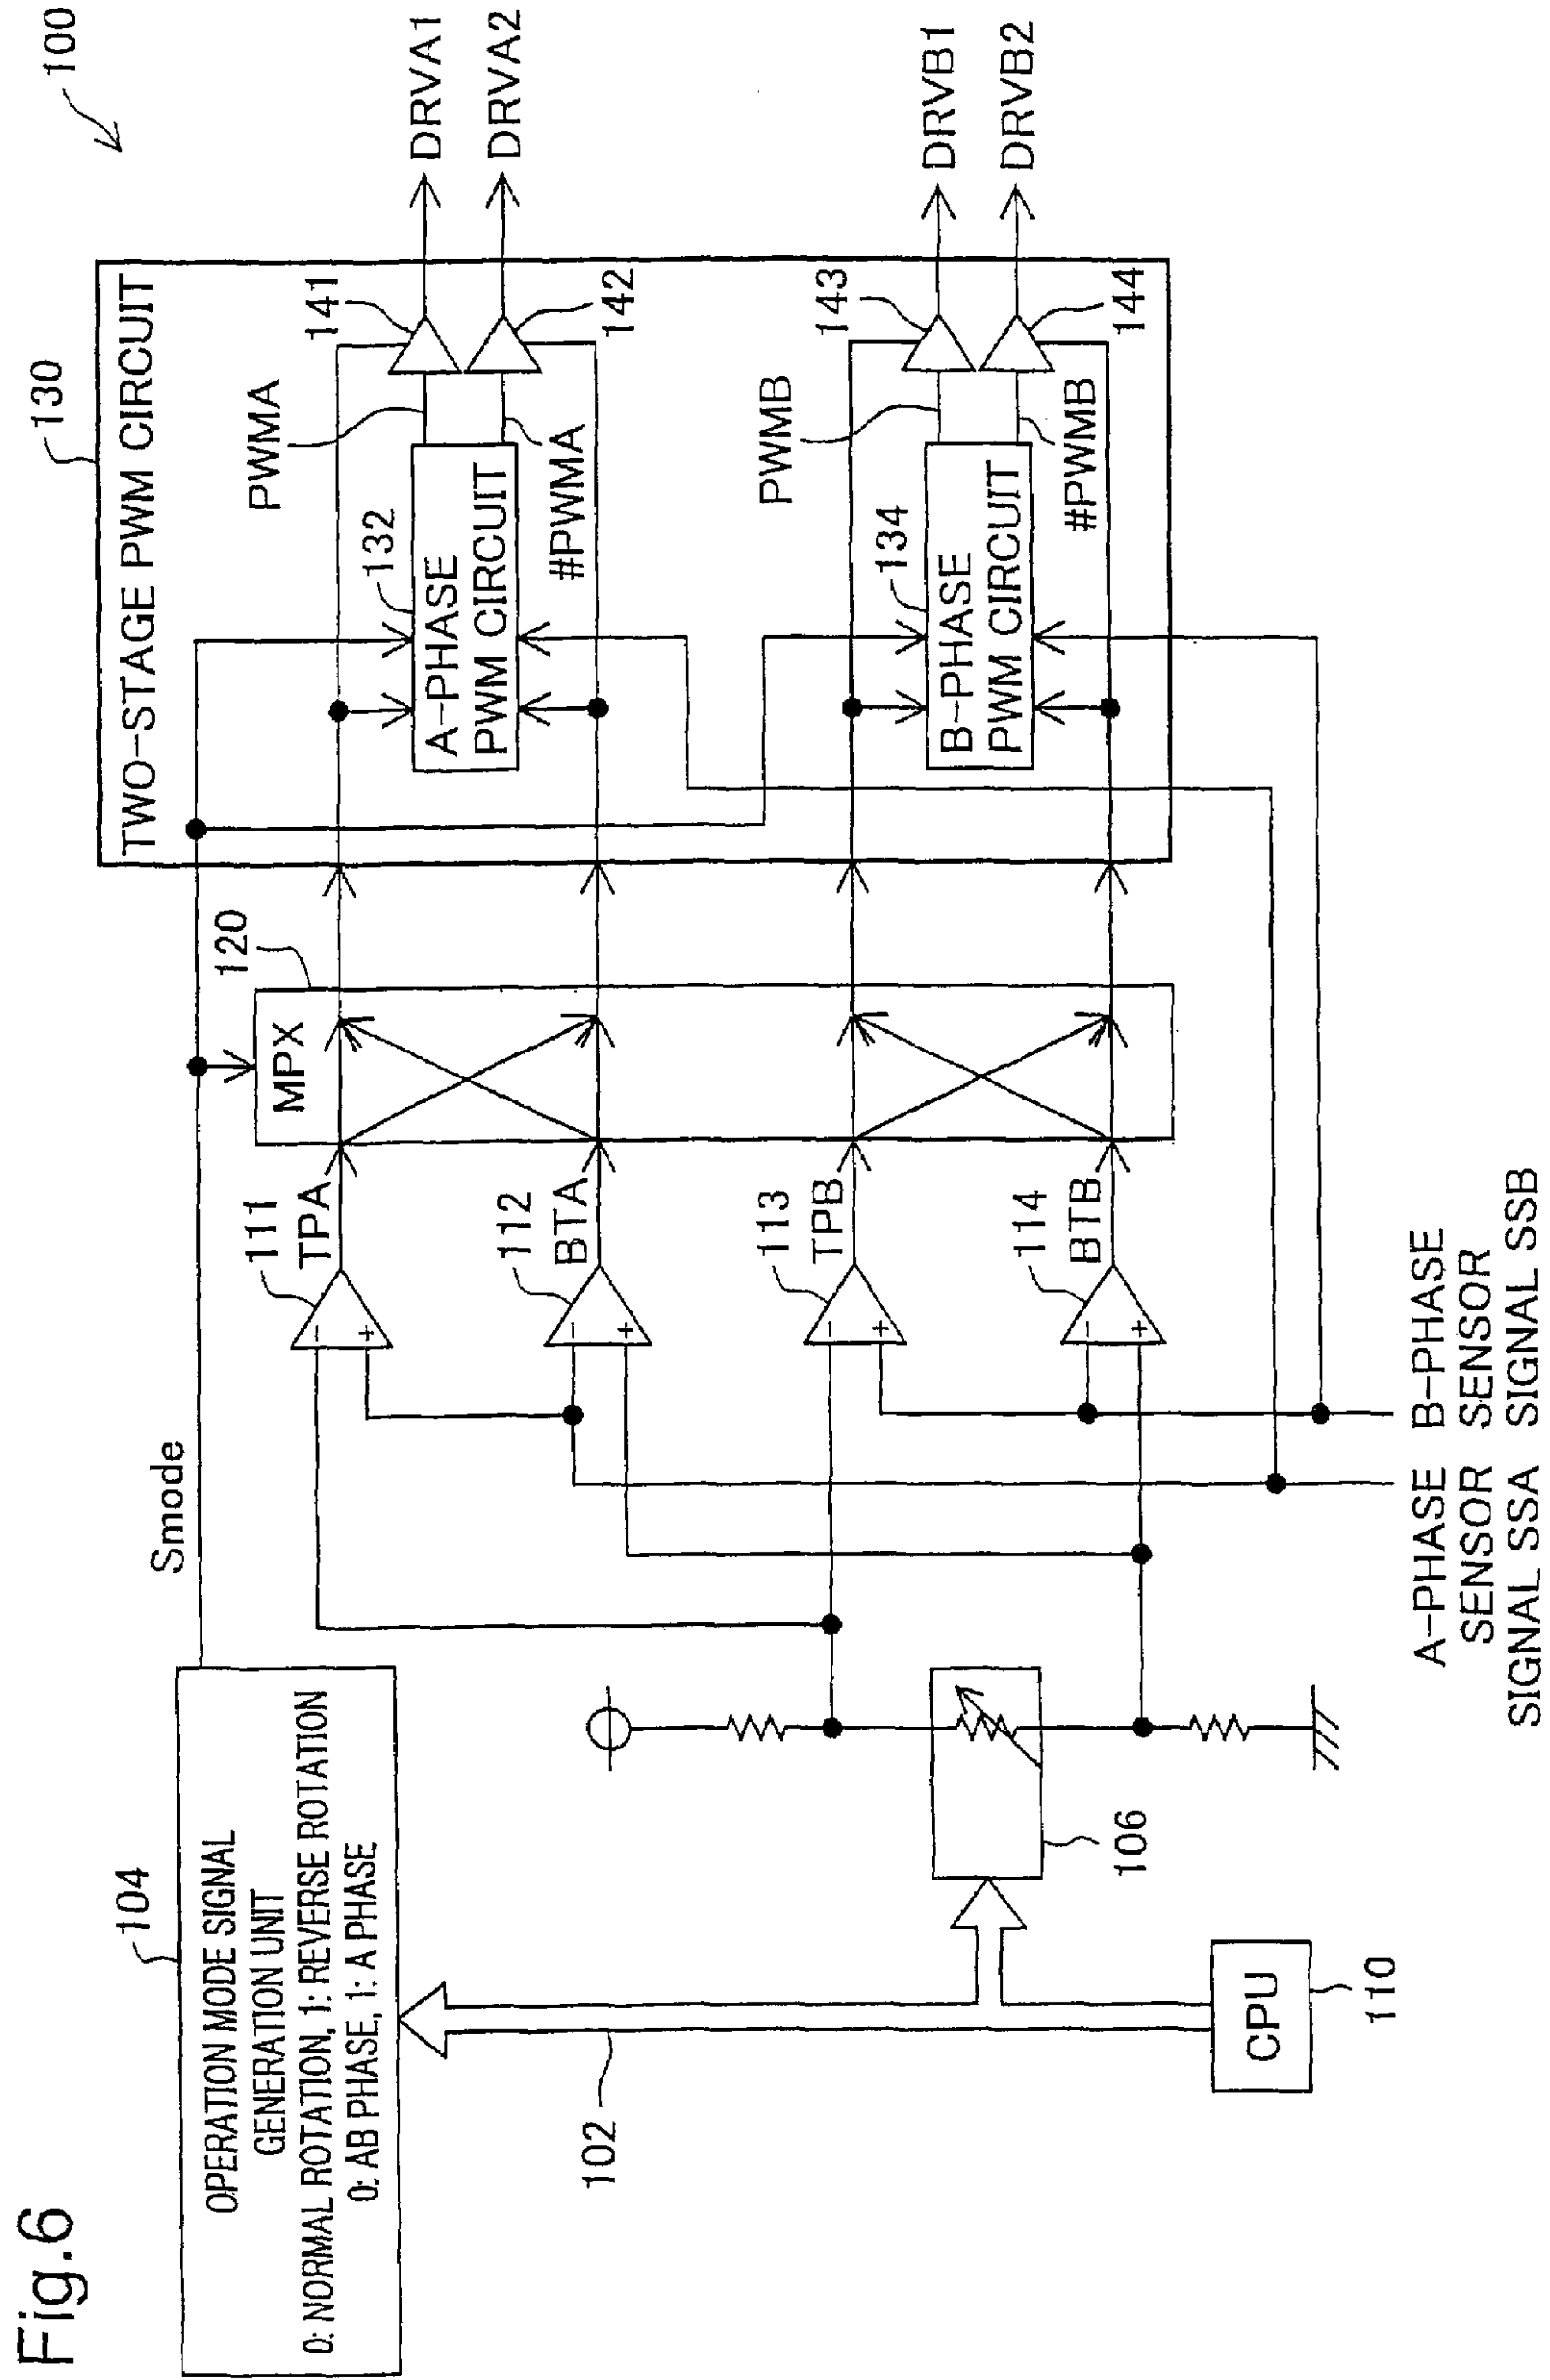 Fig.6
100
104
OPERATION MODE SIGNAL
GENERATION UNIT
0: NORMAL ROTATION, 1: REVERSE ROTATION
0: AB PHASE, 1: A PHASE
Smode
102
CPU
110
106
111
TPA
112
BTA
113
TPB
114
BTB
120
MPX
130
TWO-STAGE PWM CIRCUIT
132
A-PHASE
PWM CIRCUIT
PWMA
#PWMA
141
142
DRVA1
DRVA2
134
B-PHASE
PWM CIRCUIT
PWMB
#PWMB
143
144
DRVB1
DRVB2
A-PHASE
SENSOR
SIGNAL SSA
B-PHASE
SENSOR
SIGNAL SSB
− +
− +
− +
− +